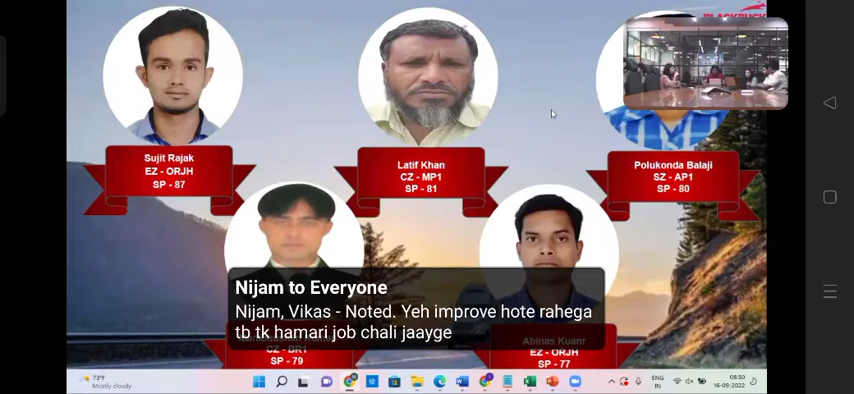 BLACKBUCK
Sujit Rajak
EZ - ORJH
SP - 87
Latif Khan
CZ - MP1
SP - 81
Polukonda Balaji
SZ - AP1
SP - 80
Nijam to Everyone
Nijam, Vikas - Noted. Yeh improve hote rahega
tb tk hamari job chali jaayge
CZ - BR1
SP - 79
Abinas Kuanr
EZ - ORJH
SP - 77
73°F
Mostly cloudy
ENG
IN
08:50
16-09-2022